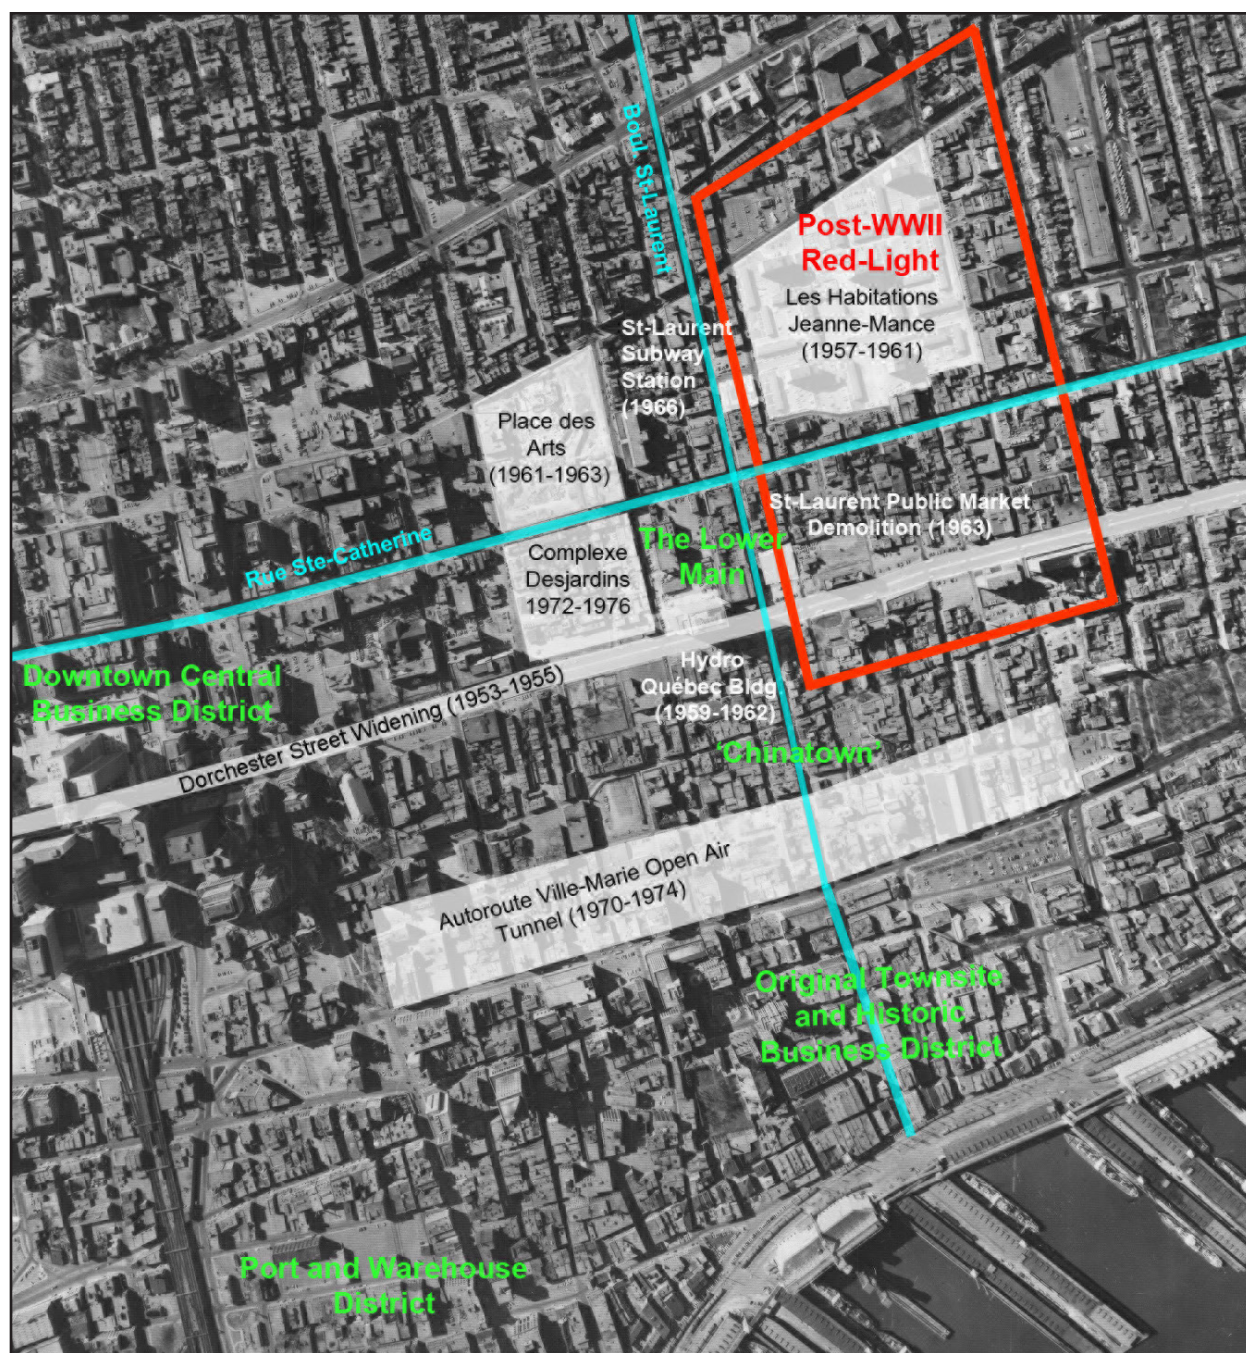 Boul. St-Laurent
Post-WWII
Red-Light
Les Habitations
Jeanne-Mance
(1957-1961)
St-Laurent
Subway
Station
(1966)
Place des
Arts
(1961-1963)
St-Laurent Public Market
Demolition (1963)
Rue Ste-Catherine
The Lower
Main
Complexe
Desjardins
1972-1976
Downtown Central
Business District
Hydro
Québec Bldg.
(1959-1962)
Dorchester Street Widening (1953-1955)
'Chinatown'
Autoroute Ville-Marie Open Air
Tunnel (1970-1974)
Original Townsite
and Historic
Business District
Port and Warehouse
District